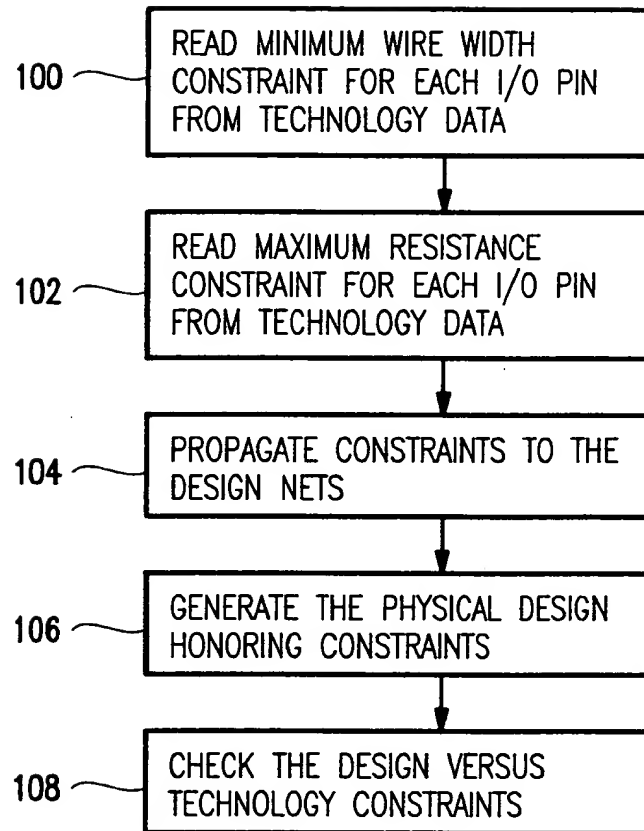 100
READ MINIMUM WIRE WIDTH
CONSTRAINT FOR EACH I/O PIN
FROM TECHNOLOGY DATA
102
READ MAXIMUM RESISTANCE
CONSTRAINT FOR EACH I/O PIN
FROM TECHNOLOGY DATA
104
PROPAGATE CONSTRAINTS TO THE
DESIGN NETS
106
GENERATE THE PHYSICAL DESIGN
HONORING CONSTRAINTS
108
CHECK THE DESIGN VERSUS
TECHNOLOGY CONSTRAINTS